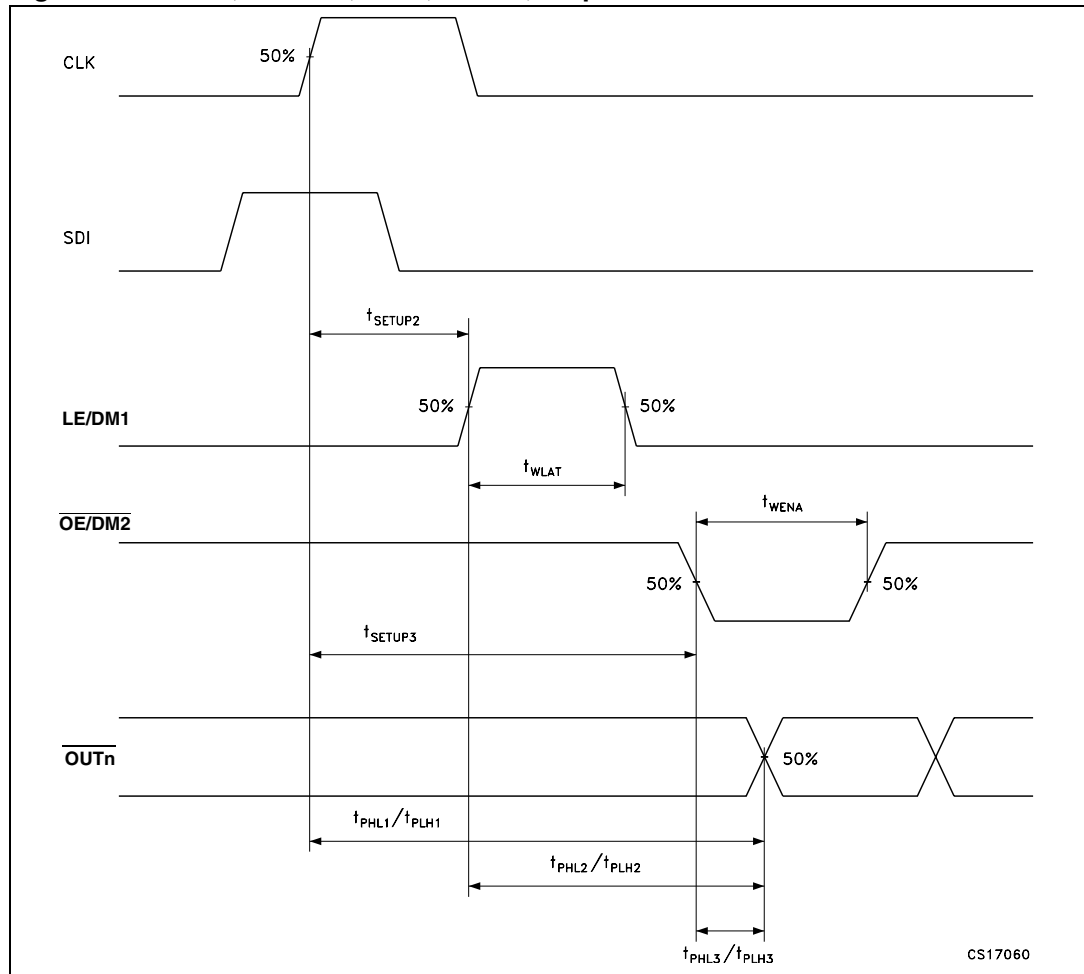 CLK
50%
SDI
tSETUP2
LE/DM1
50%
50%
tWLAT
OE/DM2
tWENA
50%
50%
tSETUP3
OUTn
50%
tPHL1/tPLH1
tPHL2/tPLH2
tPHL3/tPLH3
CS17060